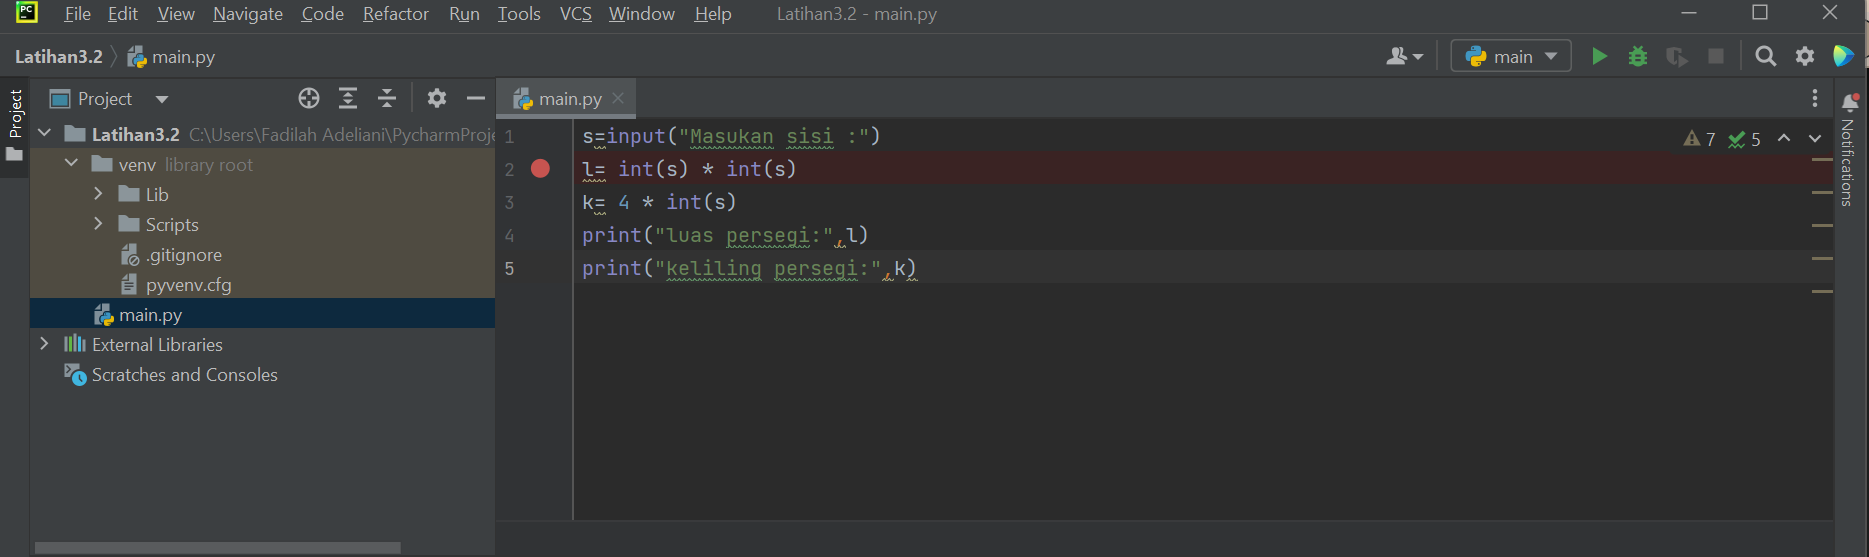 PC File Edit View Navigate Code Refactor Run Tools VCS Window Help Latihan3.2 - main.py
Latihan3.2 main.py main
Project main.py
Project
Notifications
Latihan3.2 C:\Users\Fadilah Adeliani\PycharmProje
venv library root
Lib
Scripts
.gitignore
pyvenv.cfg
main.py
External Libraries
Scratches and Consoles
7 5
1 s=input("Masukan sisi :")
2 l= int(s) * int(s)
3 k= 4 * int(s)
4 print("luas persegi:",l)
5 print("keliling persegi:",k)